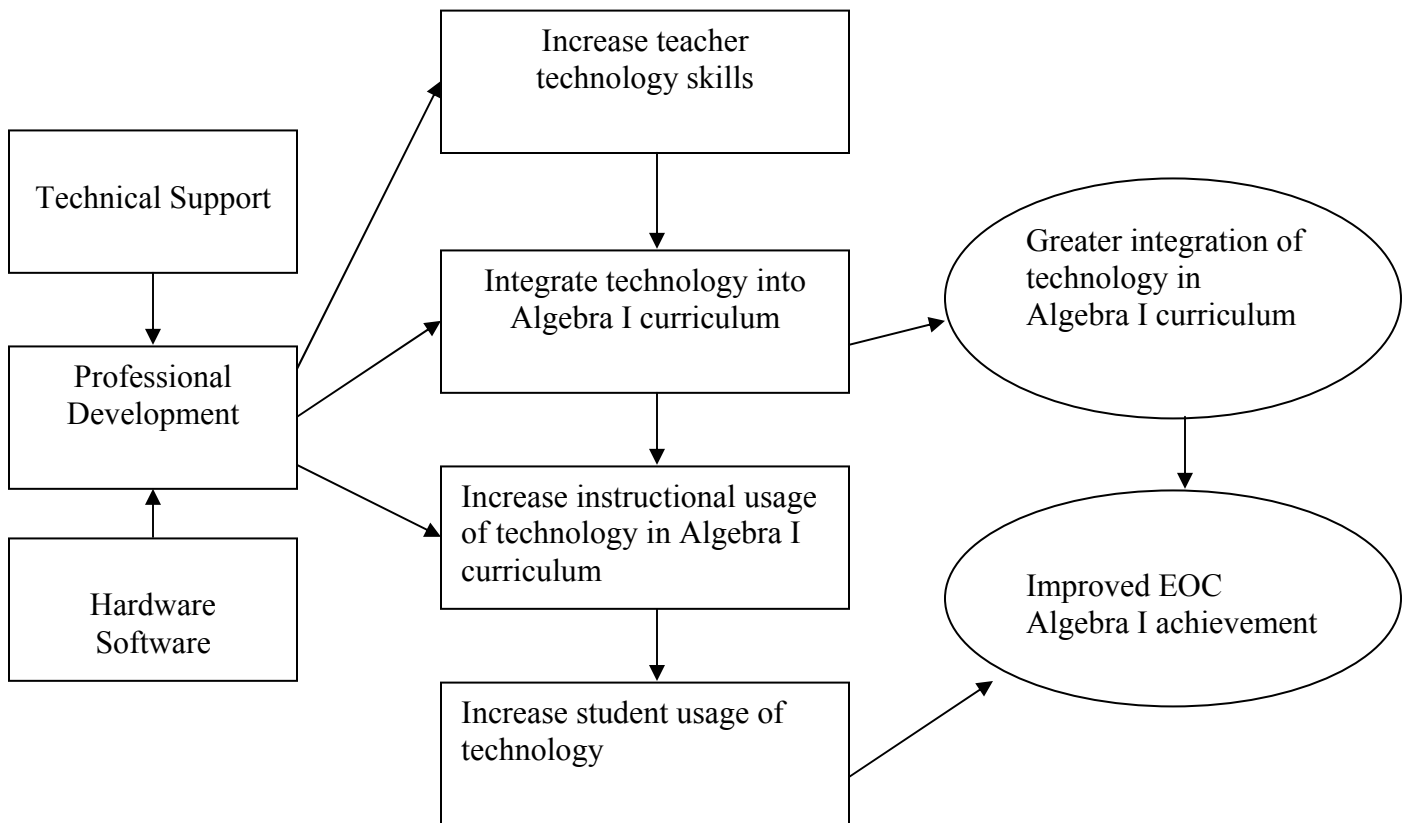 Technical Support
Professional
Development
Hardware
Software
Increase teacher
technology skills
Integrate technology into
Algebra I curriculum
Increase instructional usage
of technology in Algebra I
curriculum
Increase student usage of
technology
Greater integration of
technology in
Algebra I curriculum
Improved EOC
Algebra I achievement